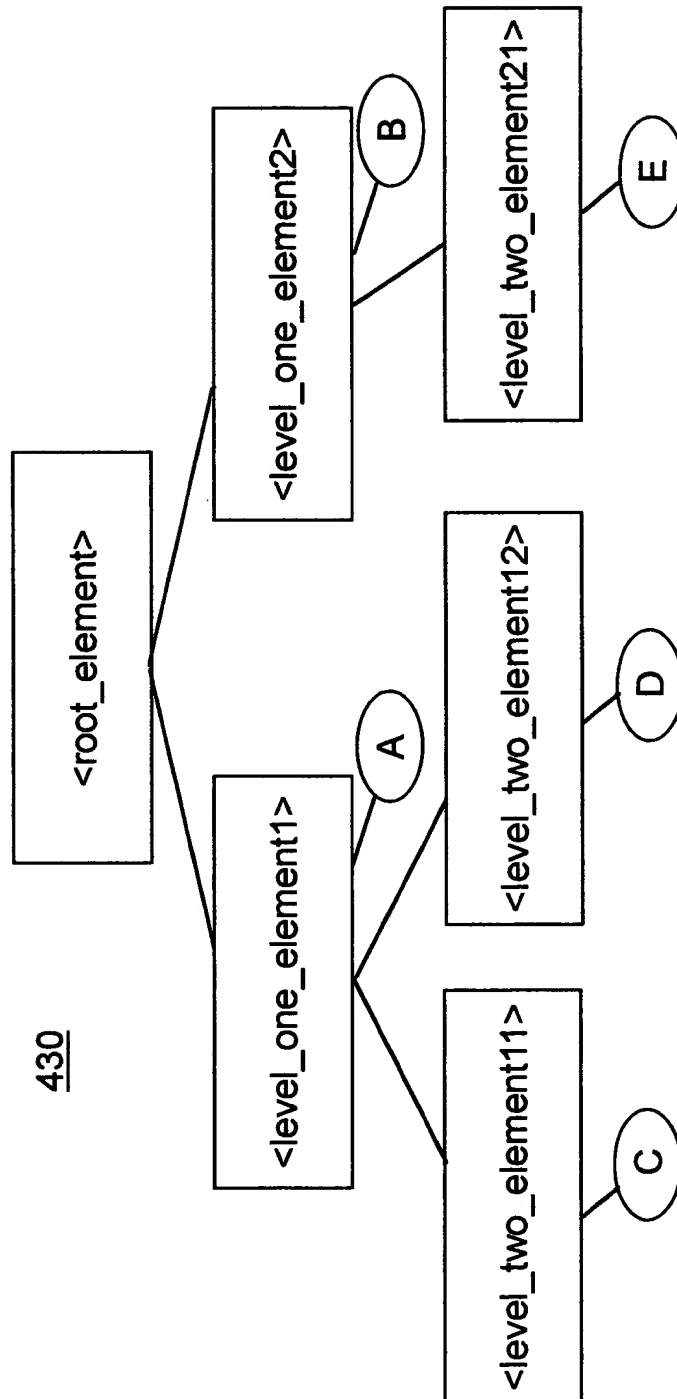 430
<root_element>
<level_one_element1>
A
<level_one_element2>
B
<level_two_element11>
C
<level_two_element12>
D
<level_two_element21>
E